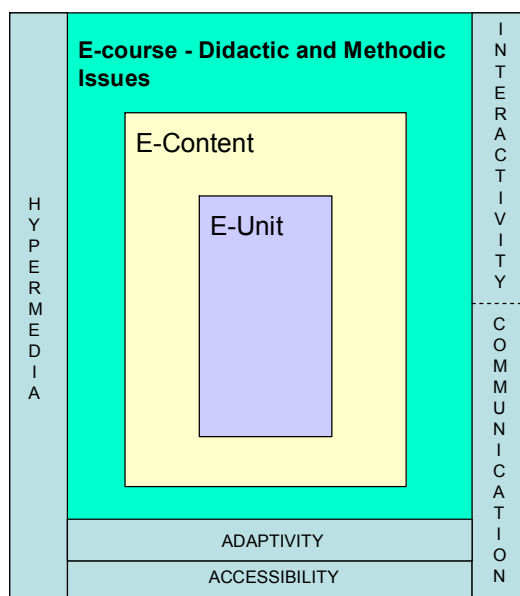 E-course - Didactic and Methodic
Issues
E-Content
E-Unit
HYPERMEDIA
INTERACTIVITY
COMMUNICATION
ADAPTIVITY
ACCESSIBILITY